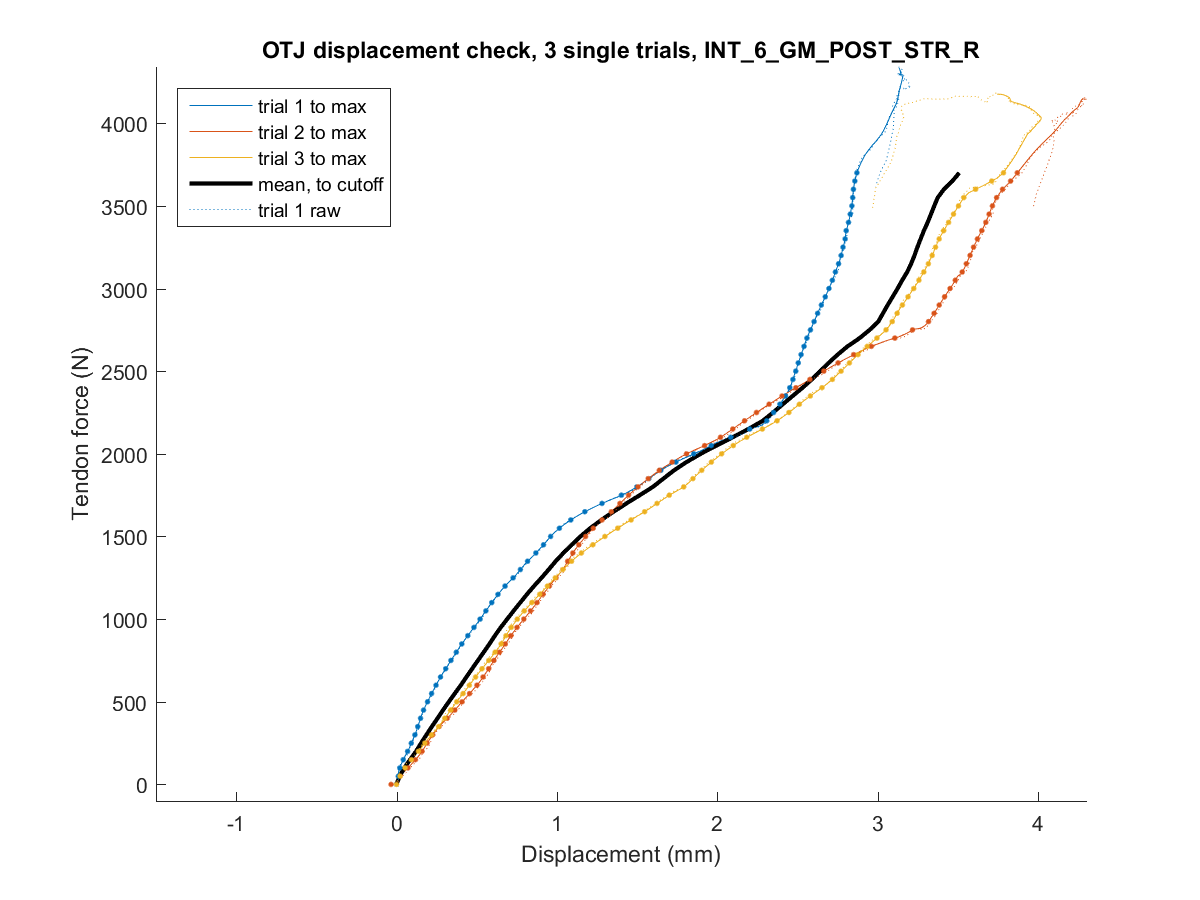 OTJ displacement check, 3 single trials, INT_6_GM_POST_STR_R
trial 1 to max
trial 2 to max
trial 3 to max
mean, to cutoff
trial 1 raw
Tendon force (N)
4000
3500
3000
2500
2000
1500
1000
500
0
-1
0
1
2
3
4
Displacement (mm)